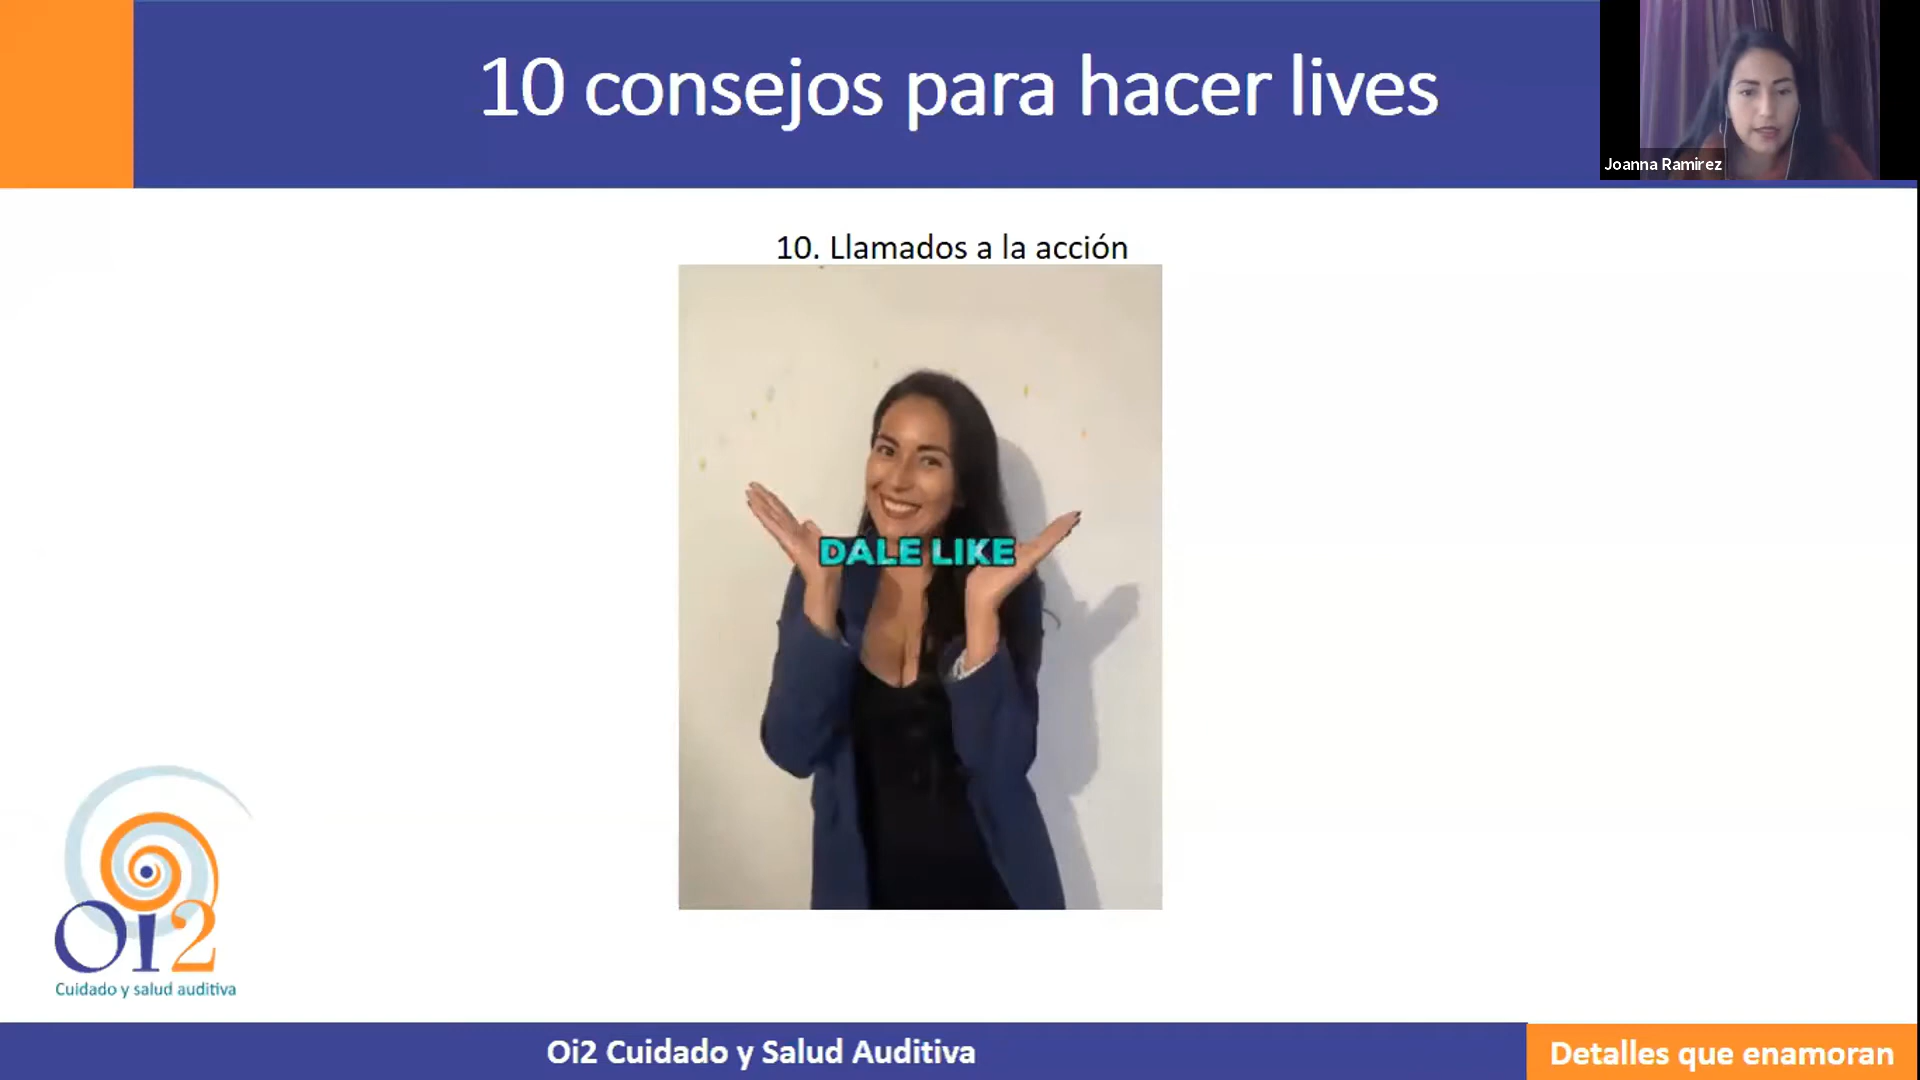 10 consejos para hacer lives
Joanna Ramirez
10. Llamados a la acción
DALE LIKE
Oi2
Cuidado y salud auditiva
Oi2 Cuidado y Salud Auditiva
Detalles que enamoran